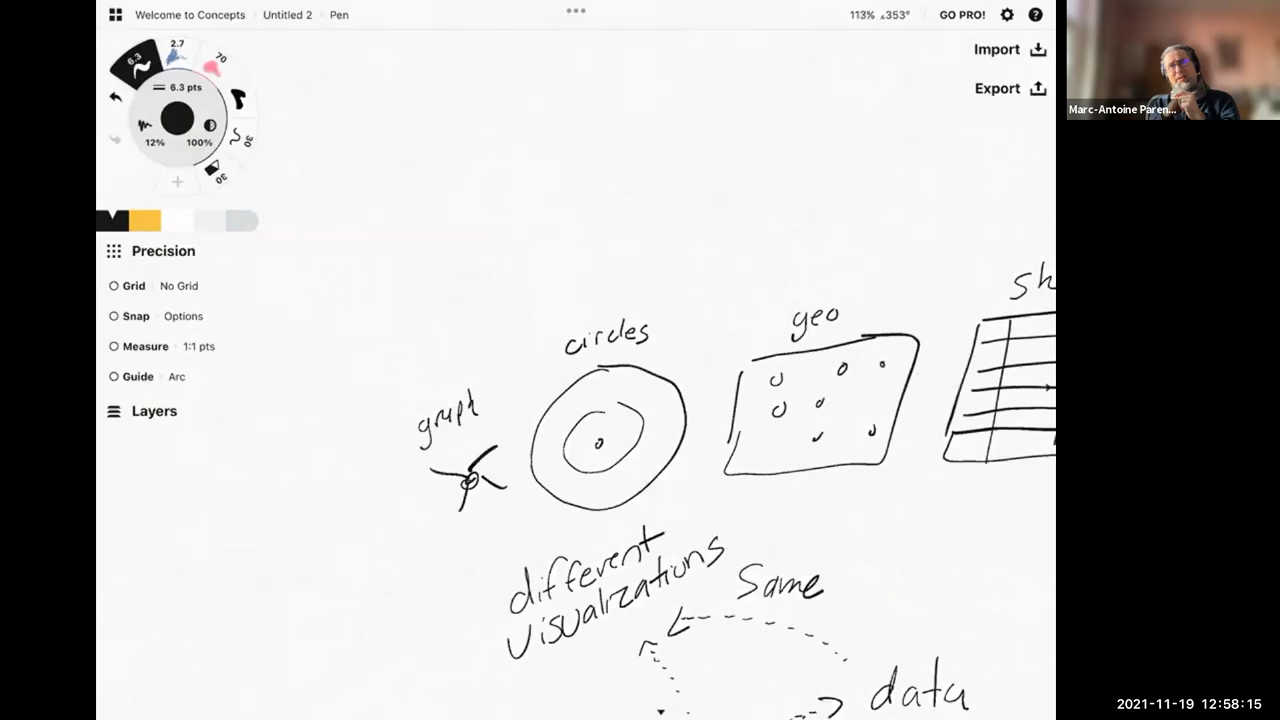 Welcome to Concepts Untitled 2 Pen
113% ⦟353° GO PRO!
Import
Export
6.3
2.7
70
6.3 pts
12% 100%
30
30
Precision
Grid No Grid
Snap Options
Measure 1:1 pts
Guide Arc
Layers
Marc-Antoine Paren...
sh
geo
circles
graph
different
visualizations
Same
data
2021-11-19 12:58:15